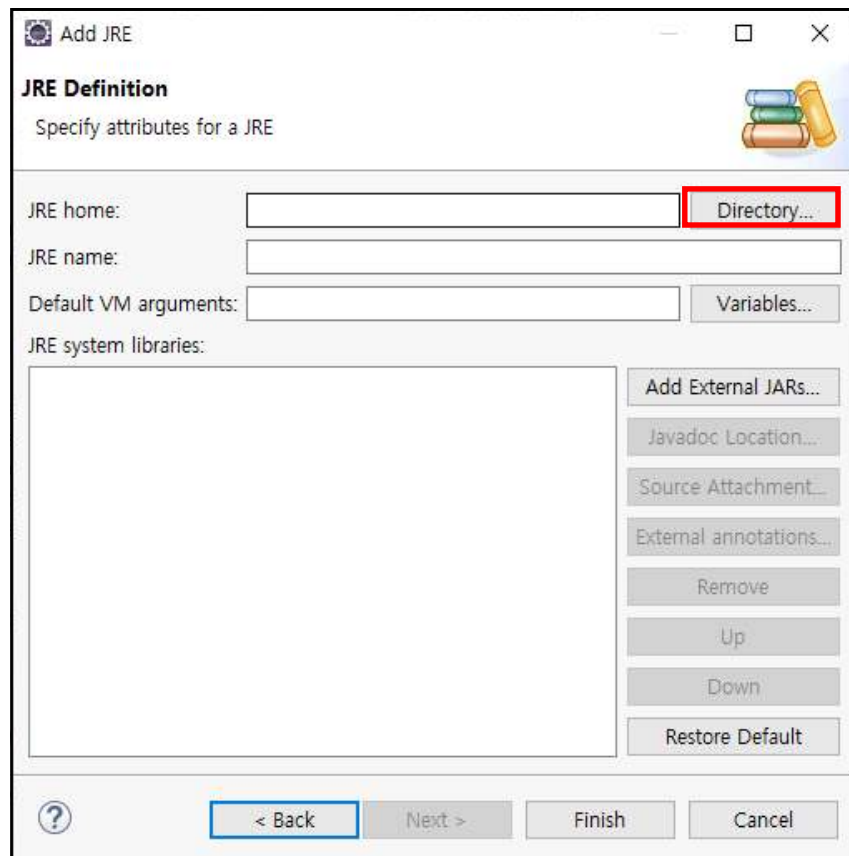 Add JRE
JRE Definition
Specify attributes for a JRE
JRE home:
Directory...
JRE name:
Default VM arguments:
Variables...
JRE system libraries:
Add External JARs...
Javadoc Location...
Source Attachment...
External annotations...
Remove
Up
Down
Restore Default
?
< Back
Next >
Finish
Cancel